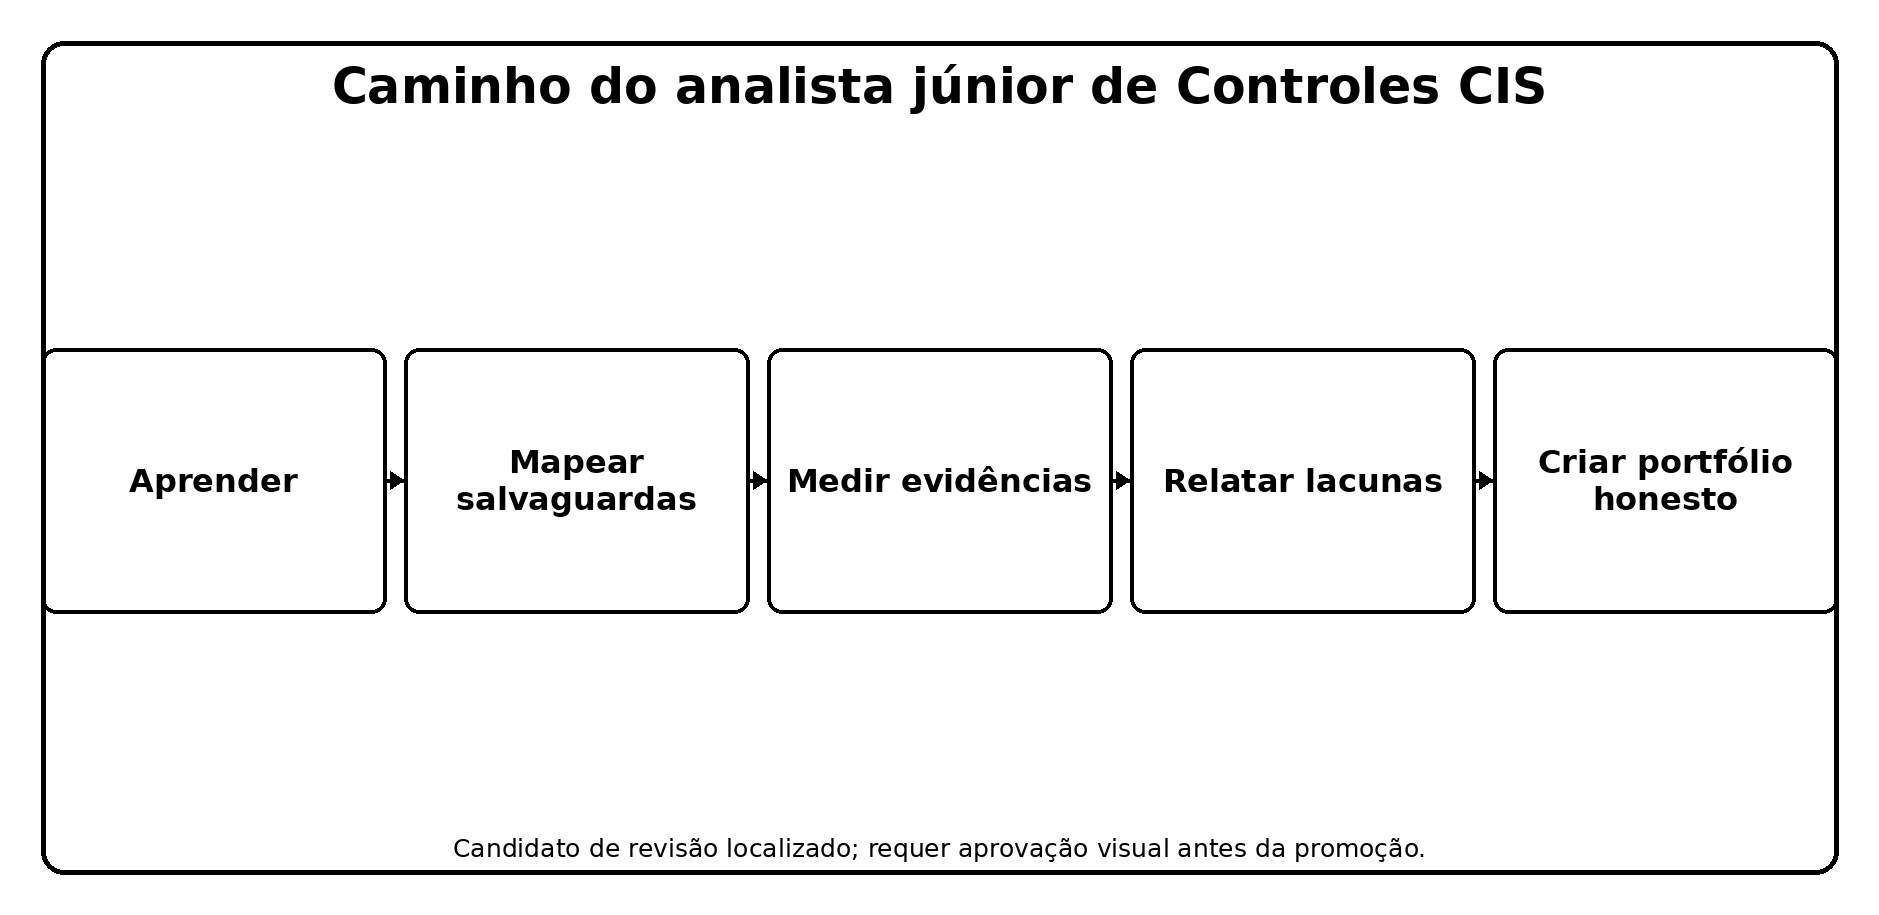 Caminho do analista júnior de Controles CIS
Aprender
Mapear
salvaguardas
Medir evidências
Relatar lacunas
Criar portfólio
honesto
Candidato de revisão localizado; requer aprovação visual antes da promoção.